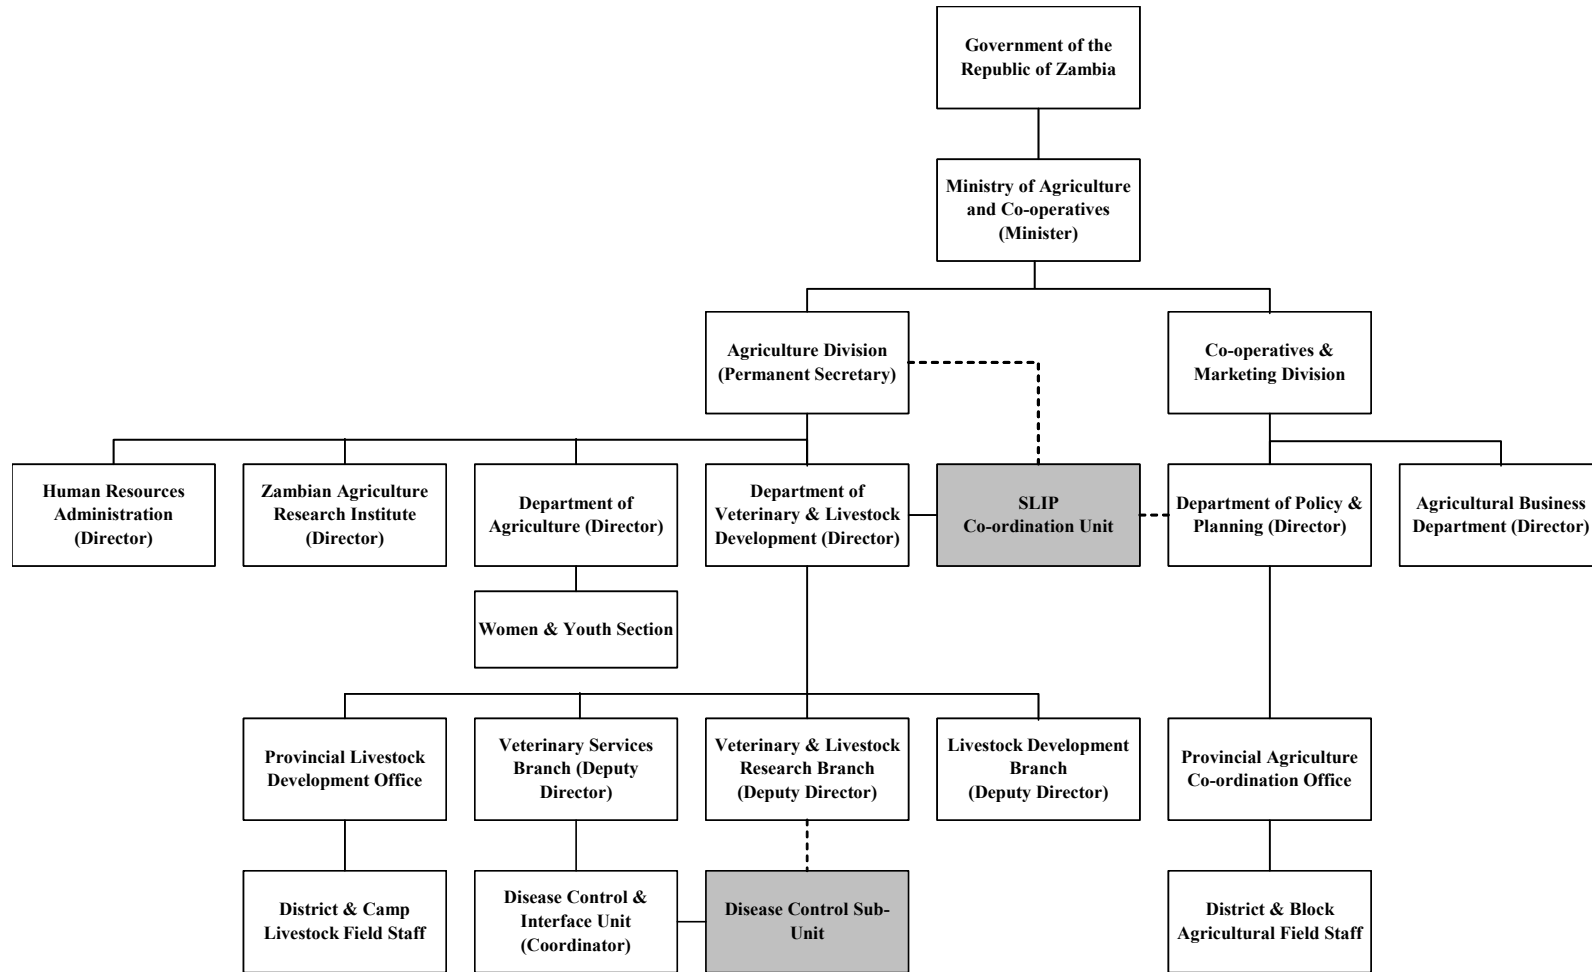 Government of the
Republic of Zambia
Ministry of Agriculture
and Co-operatives
(Minister)
Agriculture Division
(Permanent Secretary)
Co-operatives &
Marketing Division
Human Resources
Administration
(Director)
Zambian Agriculture
Research Institute
(Director)
Department of
Agriculture (Director)
Department of
Veterinary & Livestock
Development (Director)
SLIP
Co-ordination Unit
Department of Policy &
Planning (Director)
Agricultural Business
Department (Director)
Women & Youth Section
Provincial Livestock
Development Office
Veterinary Services
Branch (Deputy
Director)
Veterinary & Livestock
Research Branch
(Deputy Director)
Livestock Development
Branch
(Deputy Director)
Provincial Agriculture
Co-ordination Office
District & Camp
Livestock Field Staff
Disease Control &
Interface Unit
(Coordinator)
Disease Control Sub-
Unit
District & Block
Agricultural Field Staff